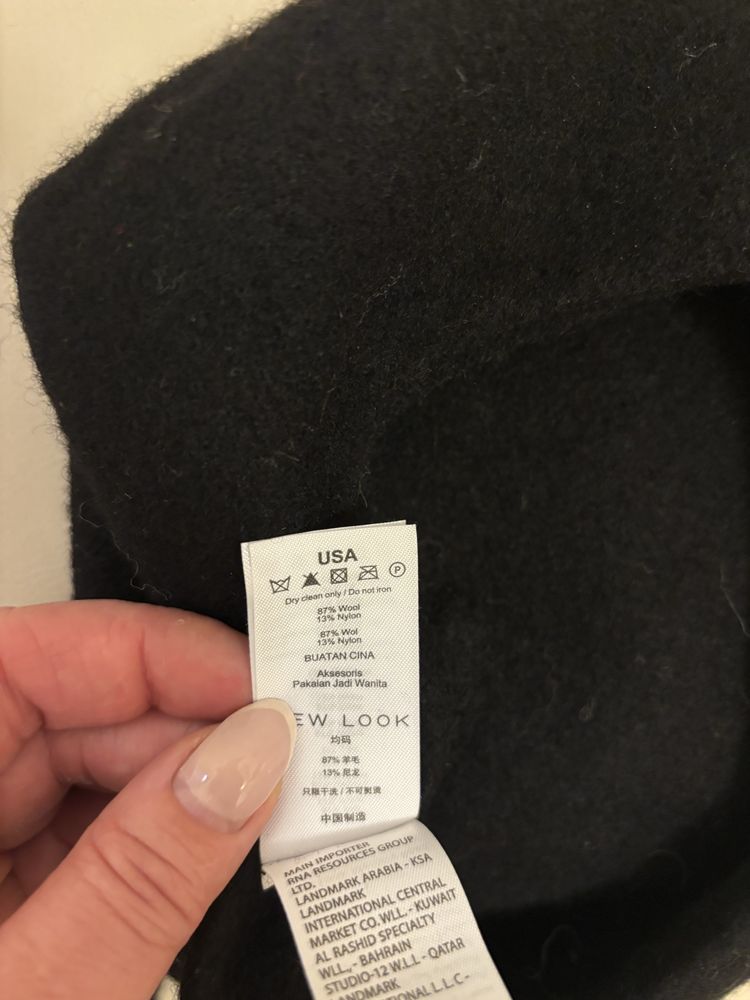 USA
P
Dry clean only / Do not iron
87% Wool
13% Nylon
87% Wol
13% Nylon
BUATAN CINA
Aksesoris
Pakaian Jadi Wanita
EW LOOK
均码
87% 羊毛
13% 尼龙
只限干洗 / 不可熨烫
中国制造
MAIN IMPORTER
RNA RESOURCES GROUP
LTD.
LANDMARK ARABIA - KSA
LANDMARK
INTERNATIONAL CENTRAL
MARKET CO. WLL. - KUWAIT
AL RASHID SPECIALTY
WLL., - BAHRAIN
STUDIO-12 W.L.L - QATAR
LANDMARK
L.L.C -